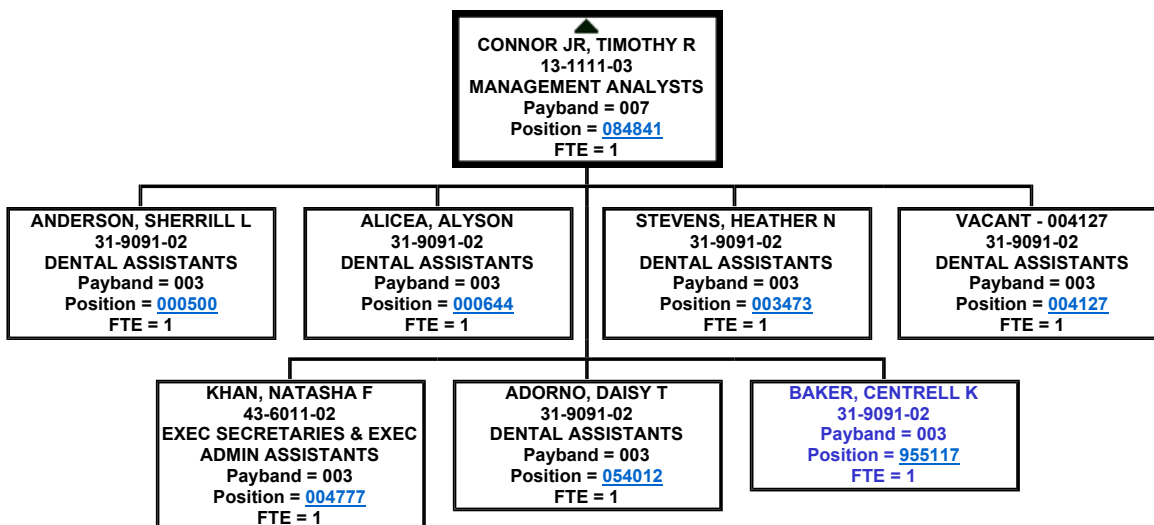 CONNOR JR, TIMOTHY R
13-1111-03
MANAGEMENT ANALYSTS
Payband = 007
Position = 084841
FTE = 1
ANDERSON, SHERRILL L
31-9091-02
DENTAL ASSISTANTS
Payband = 003
Position = 000500
FTE = 1
ALICEA, ALYSON
31-9091-02
DENTAL ASSISTANTS
Payband = 003
Position = 000644
FTE = 1
STEVENS, HEATHER N
31-9091-02
DENTAL ASSISTANTS
Payband = 003
Position = 003473
FTE = 1
VACANT - 004127
31-9091-02
DENTAL ASSISTANTS
Payband = 003
Position = 004127
FTE = 1
KHAN, NATASHA F
43-6011-02
EXEC SECRETARIES & EXEC
ADMIN ASSISTANTS
Payband = 003
Position = 004777
FTE = 1
ADORNO, DAISY T
31-9091-02
DENTAL ASSISTANTS
Payband = 003
Position = 054012
FTE = 1
BAKER, CENTRELL K
31-9091-02
Payband = 003
Position = 955117
FTE = 1